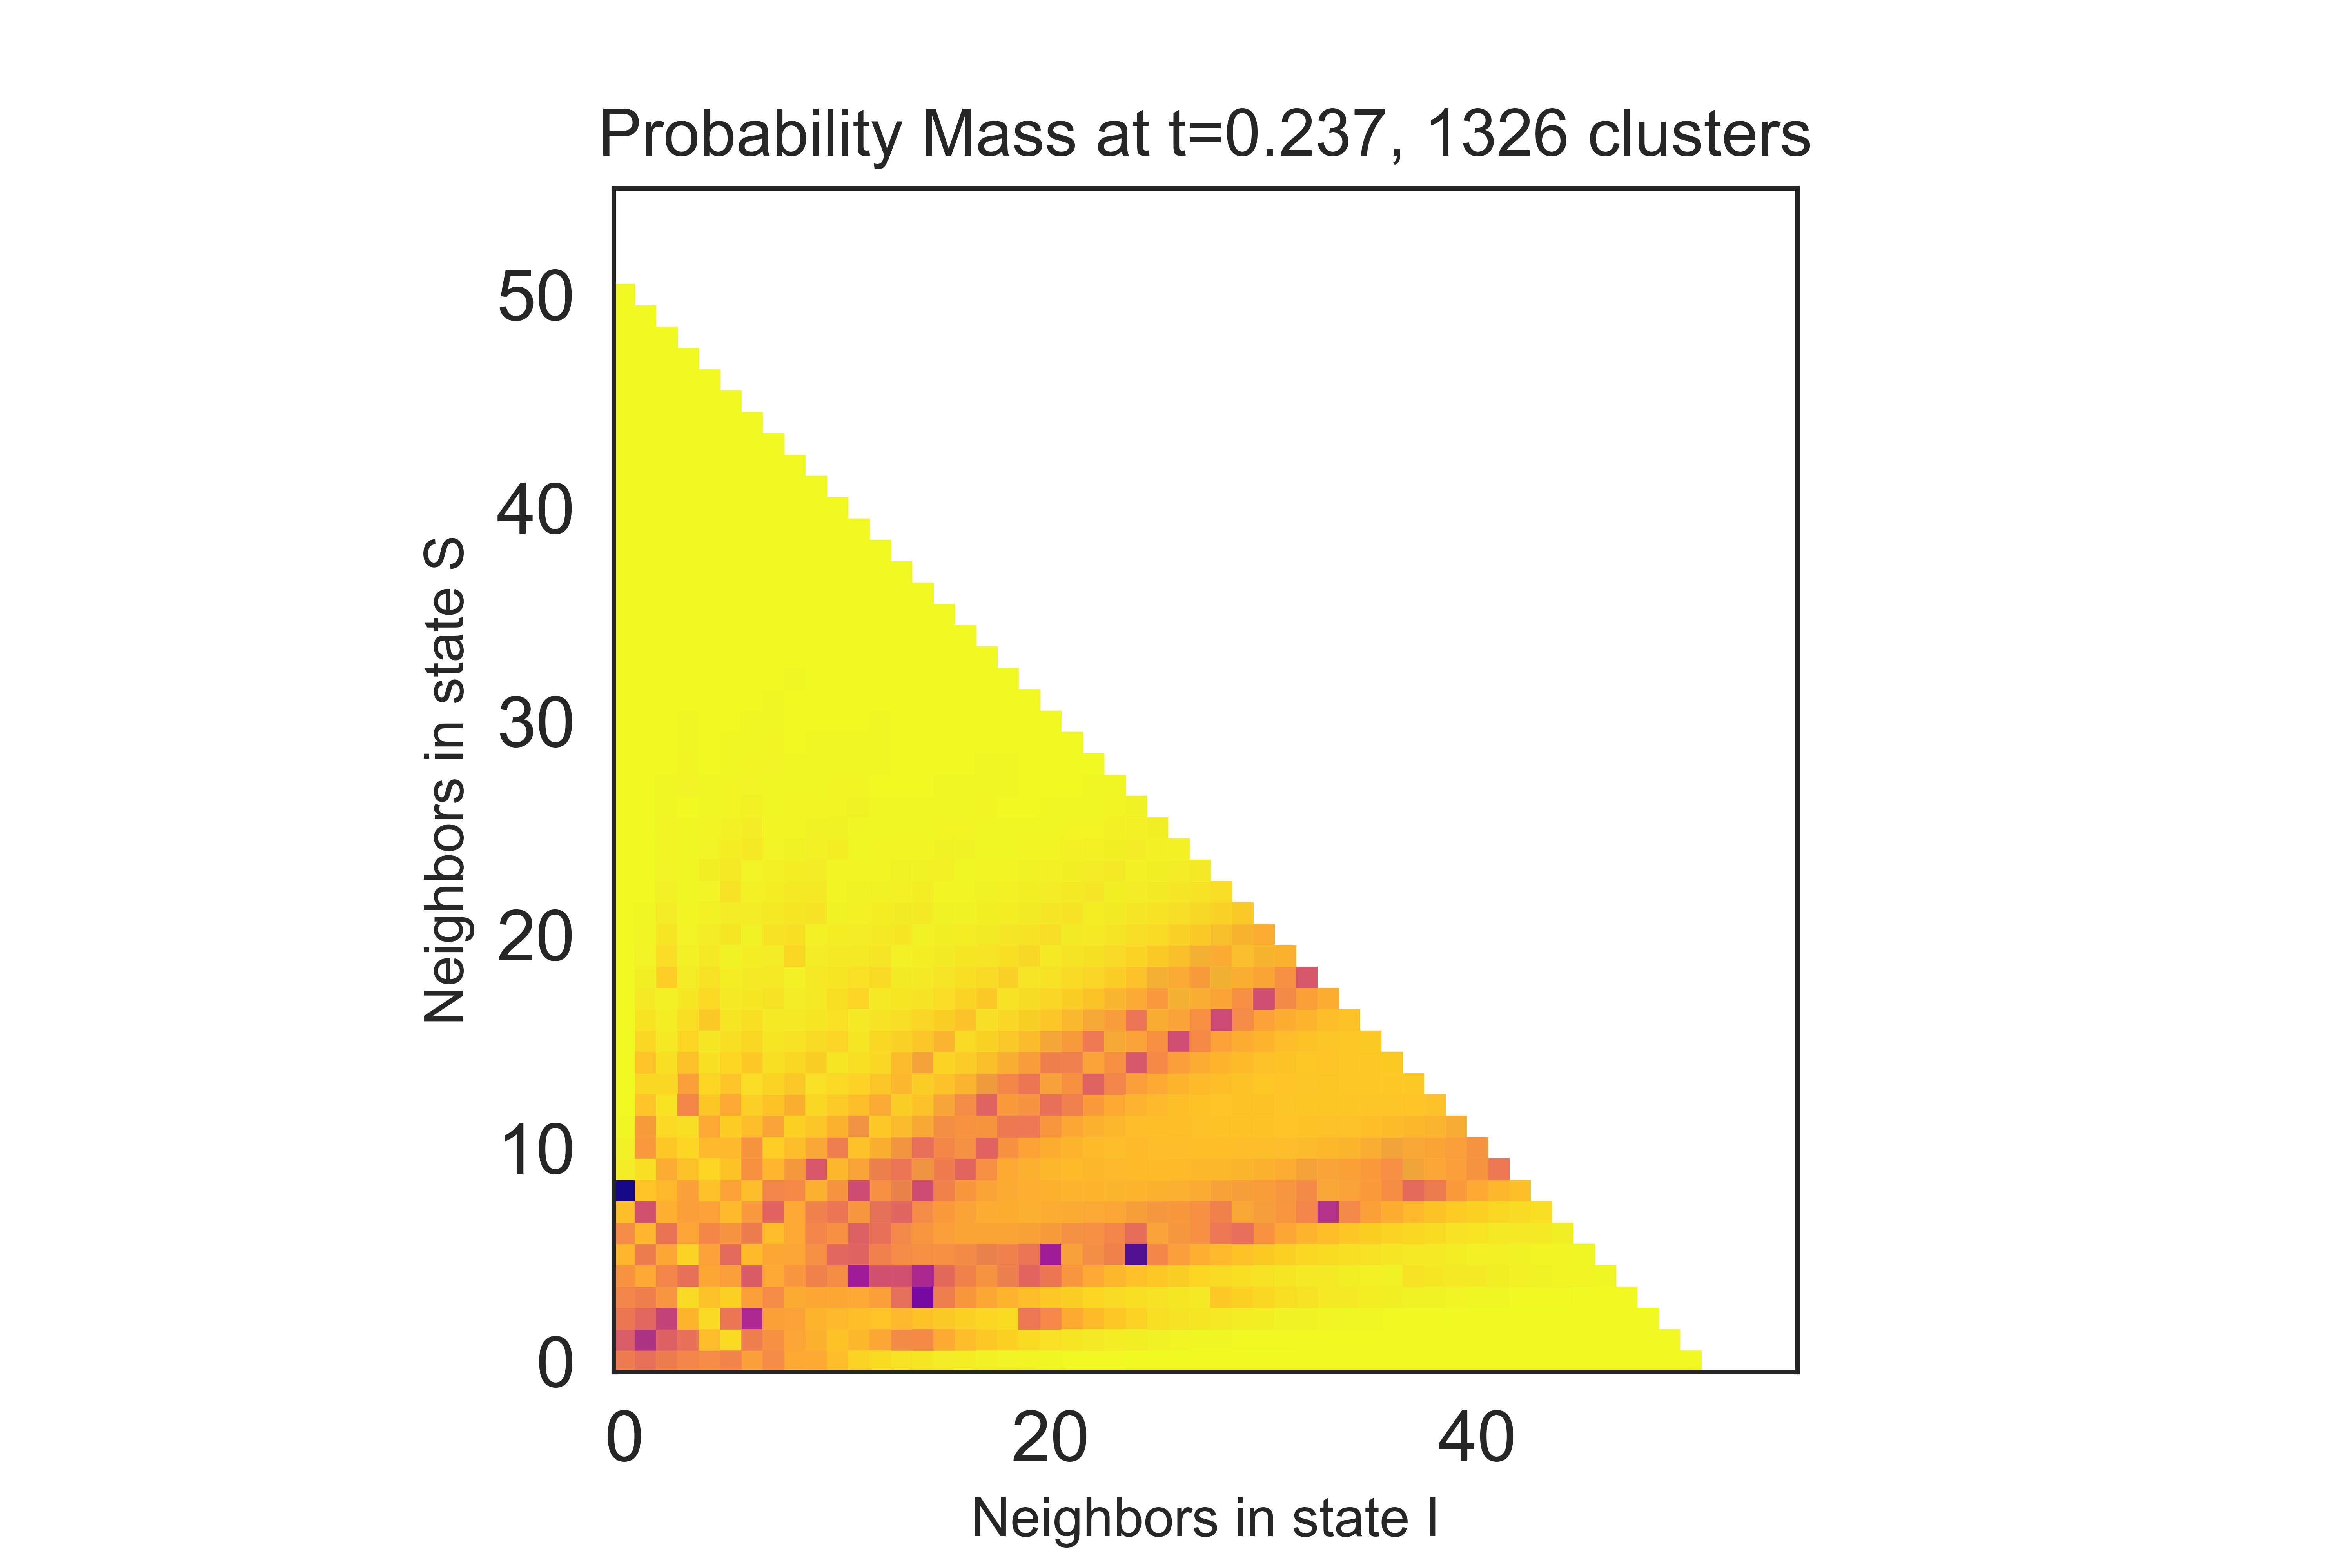 Probability Mass at t=0.237, 1326 clusters
50
40
30
20
10
0
Neighbors in state S
0 20 40
Neighbors in state I